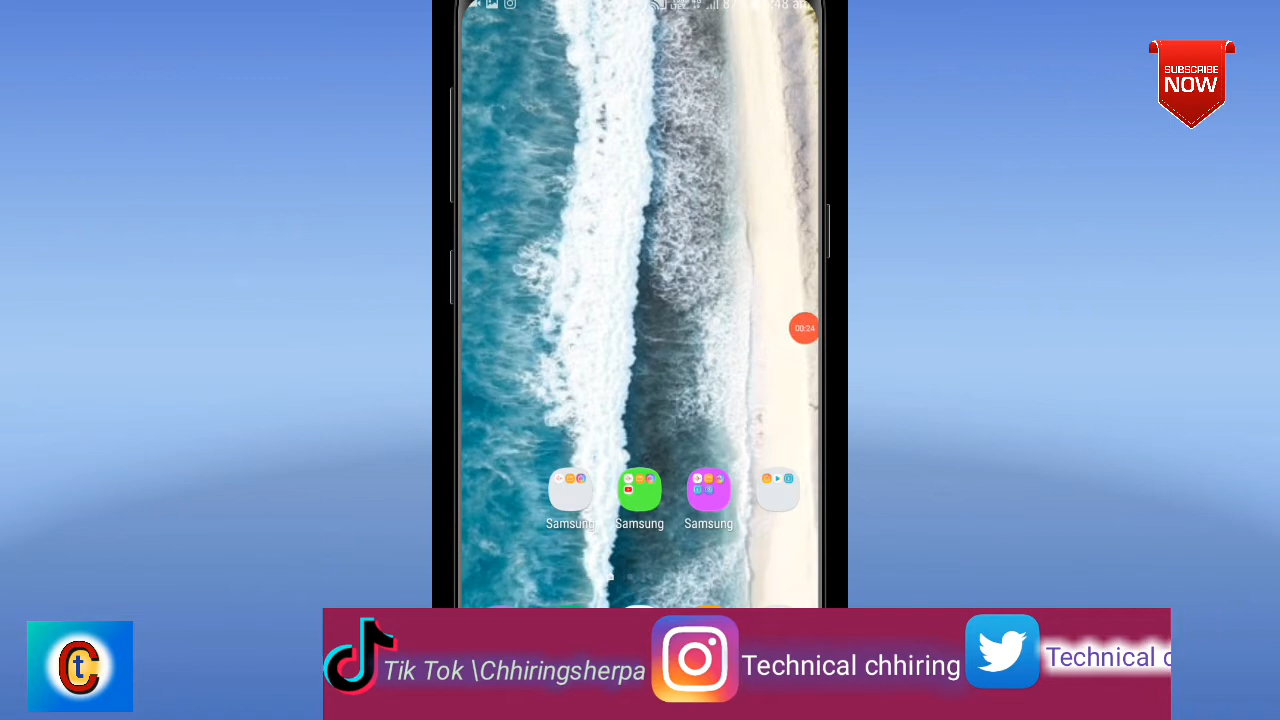 SUBSCRIBE
NOW
00:24
Samsung Samsung Samsung
Tik Tok \Chhiringsherpa
Technical chhiring
Technical c